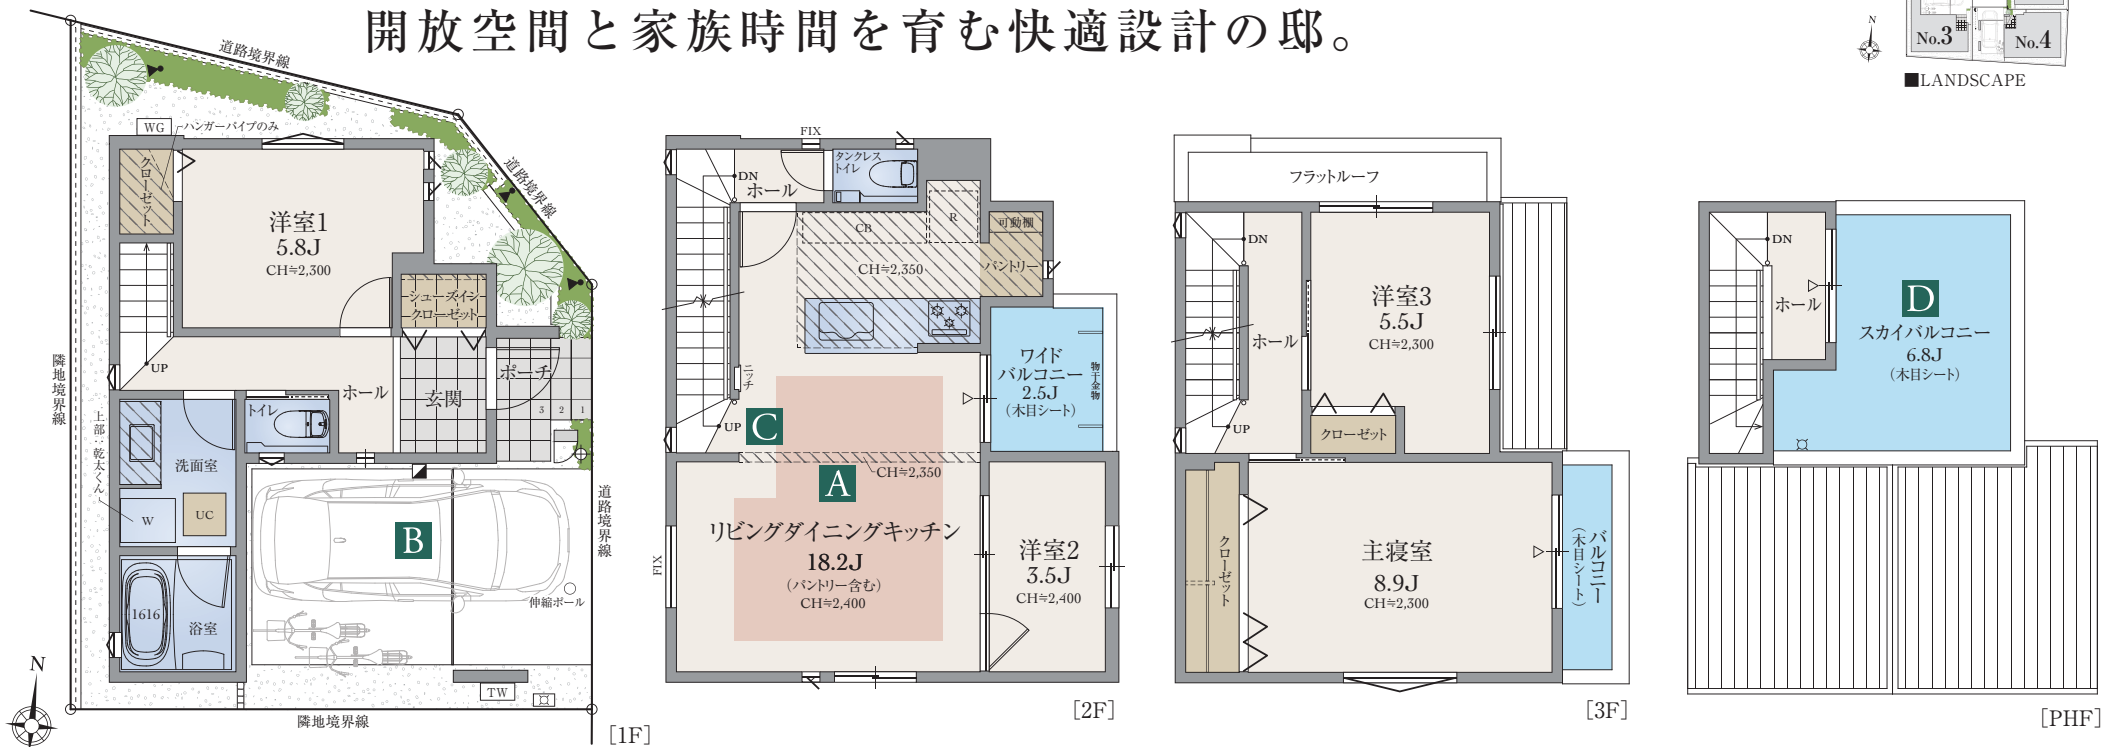 開放空間と家族時間を育む快適設計の邸。
N
No.3
No.4
■LANDSCAPE
道路境界線
道路境界線
道路境界線
隣地境界線
隣地境界線
WG
ハンガーパイプのみ
クローゼット
洋室1
5.8J
CH≒2,300
シューズイン
クローゼット
UP
ホール
玄関
ポーチ
3 2 1
トイレ
洗面室
上部:乾太くん
W
UC
B
1616
浴室
伸縮ポール
TW
N
[1F]
FIX
タンクレス
トイレ
DN
ホール
CB
R
可動棚
パントリー
CH≒2,350
ニッチ
ワイド
バルコニー
2.5J
(木目シート)
物干金物
C
UP
CH≒2,350
A
リビングダイニングキッチン
18.2J
(パントリー含む)
CH≒2,400
FIX
洋室2
3.5J
CH≒2,400
[2F]
フラットルーフ
DN
ホール
洋室3
5.5J
CH≒2,300
UP
クローゼット
クローゼット
主寝室
8.9J
CH≒2,300
バルコニー
(木目シート)
[3F]
DN
ホール
D
スカイバルコニー
6.8J
(木目シート)
[PHF]